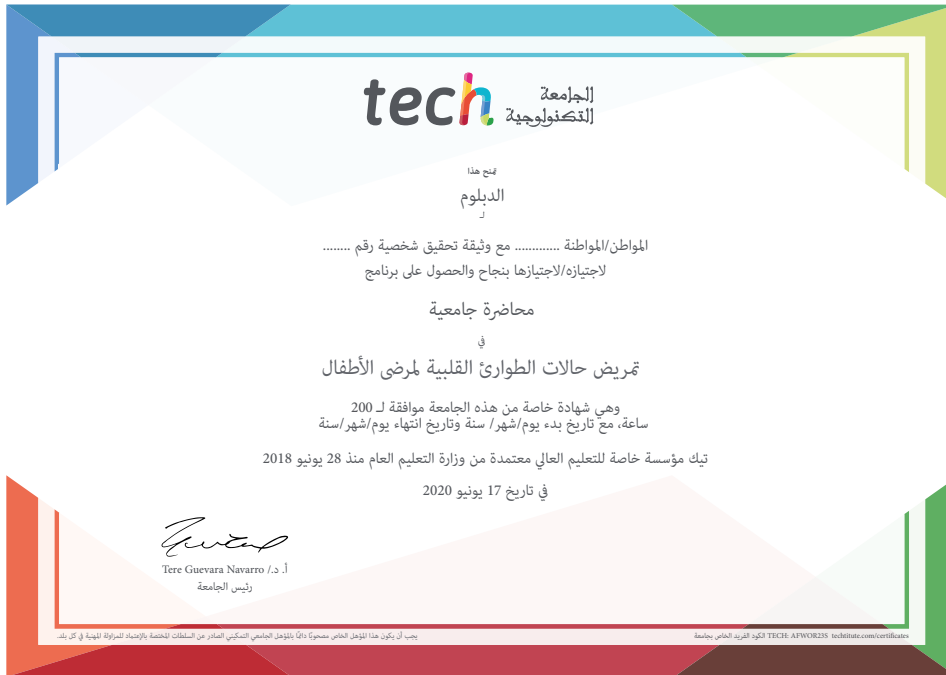 tech الجامعة
التكنولوجية
يمنح هذا
الدبلوم
لـ
المواطن/المواطنة ............ مع وثيقة تحقيق شخصية رقم ........
لاجتيازه/لاجتيازها بنجاح والحصول على برنامج
محاضرة جامعية
في
تمريض حالات الطوارئ القلبية لمرضى الأطفال
وهي شهادة خاصة من هذه الجامعة موافقة لـ 200
ساعة، مع تاريخ بدء يوم/شهر/ سنة وتاريخ انتهاء يوم/شهر/سنة
تيك مؤسسة خاصة للتعليم العالي معتمدة من وزارة التعليم العام منذ 28 يونيو 2018
في تاريخ 17 يونيو 2020
أ. د./ Tere Guevara Navarro
رئيس الجامعة
يجب أن يكون هذا المؤهل الخاص مصحوبًا دائمًا بالمؤهل الجامعي التمكيني الصادر عن السلطات المختصة بالإعتماد للمزاولة المهنية في كل بلد.
الكود الفريد الخاص بجامعة TECH: AFWOR23S techtitute.com/certificates